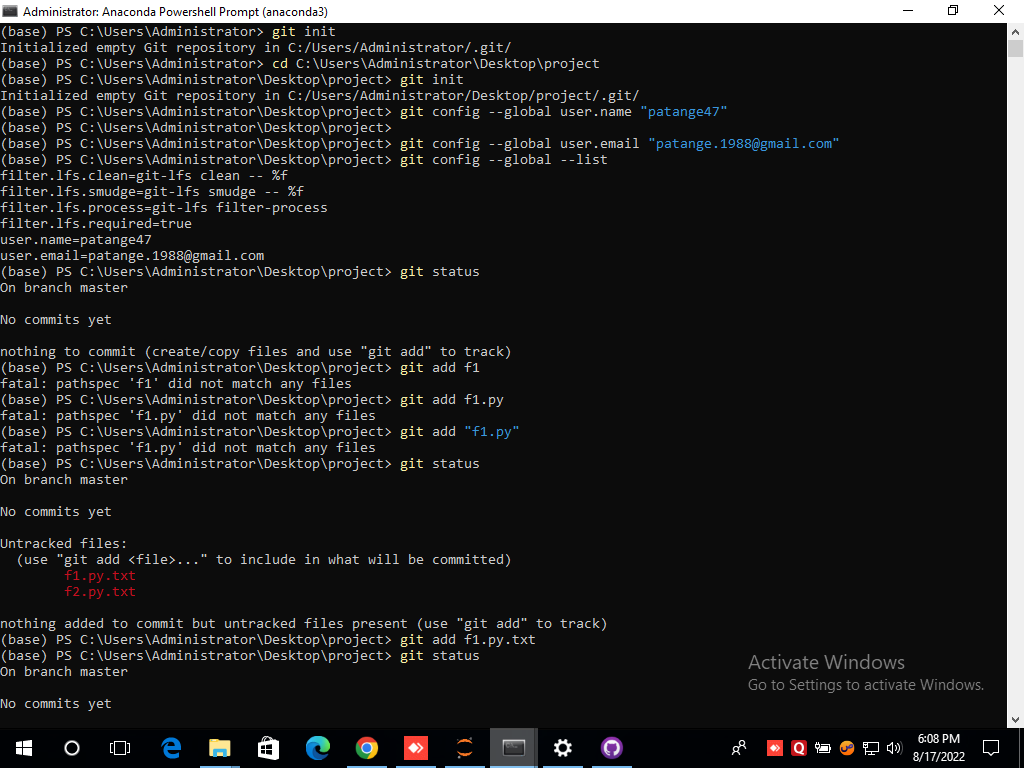 Administrator: Anaconda Powershell Prompt (anaconda3)
(base) PS C:\Users\Administrator> git init
Initialized empty Git repository in C:/Users/Administrator/.git/
(base) PS C:\Users\Administrator> cd C:\Users\Administrator\Desktop\project
(base) PS C:\Users\Administrator\Desktop\project> git init
Initialized empty Git repository in C:/Users/Administrator/Desktop/project/.git/
(base) PS C:\Users\Administrator\Desktop\project> git config --global user.name "patange47"
(base) PS C:\Users\Administrator\Desktop\project>
(base) PS C:\Users\Administrator\Desktop\project> git config --global user.email "patange.1988@gmail.com"
(base) PS C:\Users\Administrator\Desktop\project> git config --global --list
filter.lfs.clean=git-lfs clean -- %f
filter.lfs.smudge=git-lfs smudge -- %f
filter.lfs.process=git-lfs filter-process
filter.lfs.required=true
user.name=patange47
user.email=patange.1988@gmail.com
(base) PS C:\Users\Administrator\Desktop\project> git status
On branch master
No commits yet
nothing to commit (create/copy files and use "git add" to track)
(base) PS C:\Users\Administrator\Desktop\project> git add f1
fatal: pathspec 'f1' did not match any files
(base) PS C:\Users\Administrator\Desktop\project> git add f1.py
fatal: pathspec 'f1.py' did not match any files
(base) PS C:\Users\Administrator\Desktop\project> git add "f1.py"
fatal: pathspec 'f1.py' did not match any files
(base) PS C:\Users\Administrator\Desktop\project> git status
On branch master
No commits yet
Untracked files:
(use "git add <file>..." to include in what will be committed)
f1.py.txt
f2.py.txt
nothing added to commit but untracked files present (use "git add" to track)
(base) PS C:\Users\Administrator\Desktop\project> git add f1.py.txt
(base) PS C:\Users\Administrator\Desktop\project> git status
On branch master
No commits yet
Activate Windows
Go to Settings to activate Windows.
6:08 PM
8/17/2022